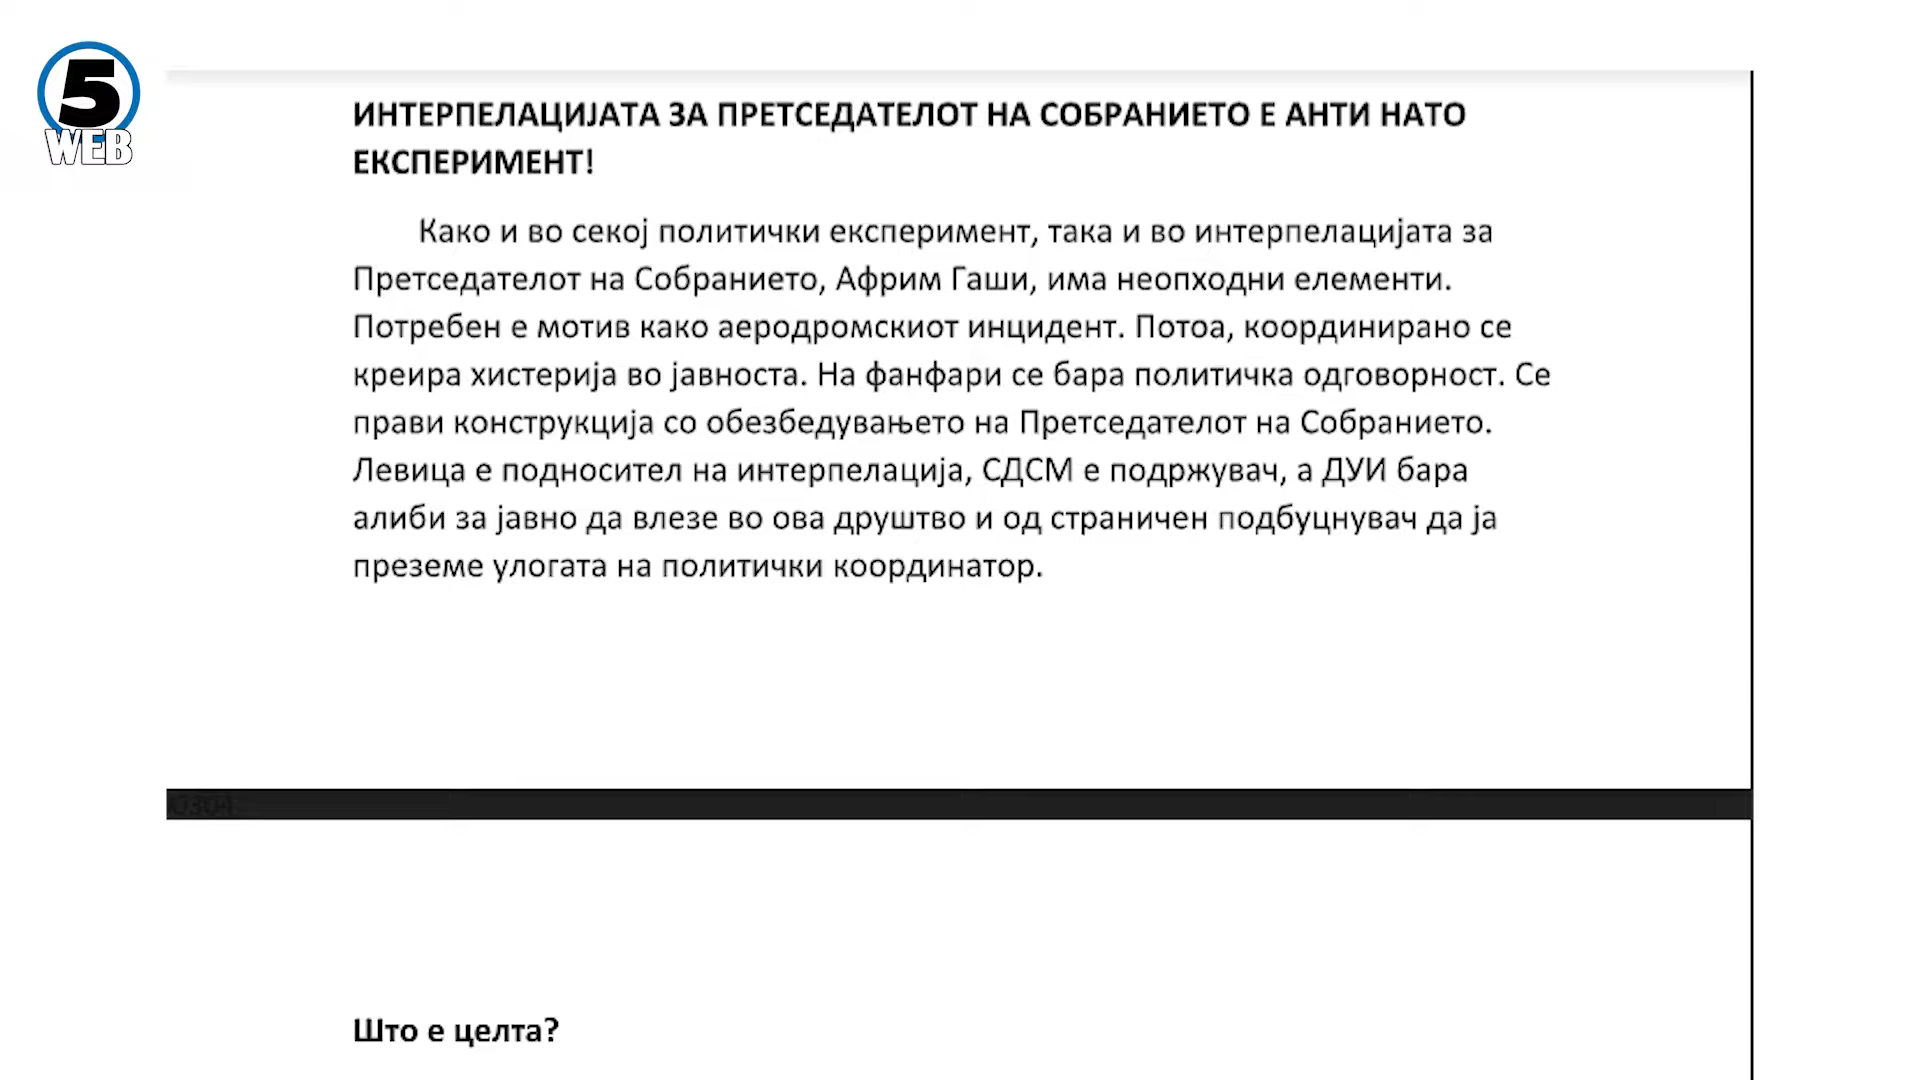 5
WEB
ИНТЕРПЕЛАЦИЈАТА ЗА ПРЕТСЕДАТЕЛОТ НА СОБРАНИЕТО Е АНТИ НАТО
ЕКСПЕРИМЕНТ!
Како и во секој политички експеримент, така и во интерпелацијата за
Претседателот на Собранието, Африм Гаши, има неопходни елементи.
Потребен е мотив како аеродромскиот инцидент. Потоа, координирано се
креира хистерија во јавноста. На фанфари се бара политичка одговорност. Се
прави конструкција со обезбедувањето на Претседателот на Собранието.
Левица е подносител на интерпелација, СДСМ е подржувач, а ДУИ бара
алиби за јавно да влезе во ова друштво и од страничен подбуцнувач да ја
преземе улогата на политички координатор.
Што е целта?